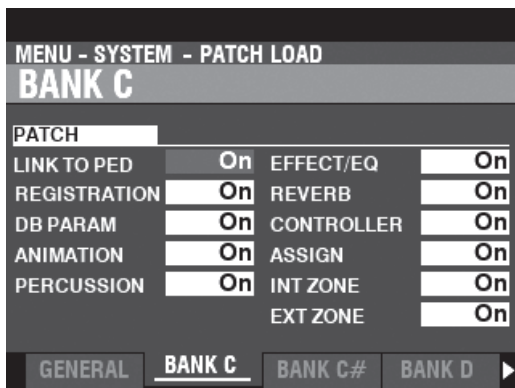 MENU - SYSTEM - PATCH LOAD
BANK C
PATCH
LINK TO PED On
REGISTRATION On
DB PARAM On
ANIMATION On
PERCUSSION On
EFFECT/EQ On
REVERB On
CONTROLLER On
ASSIGN On
INT ZONE On
EXT ZONE On
GENERAL BANK C BANK C# BANK D